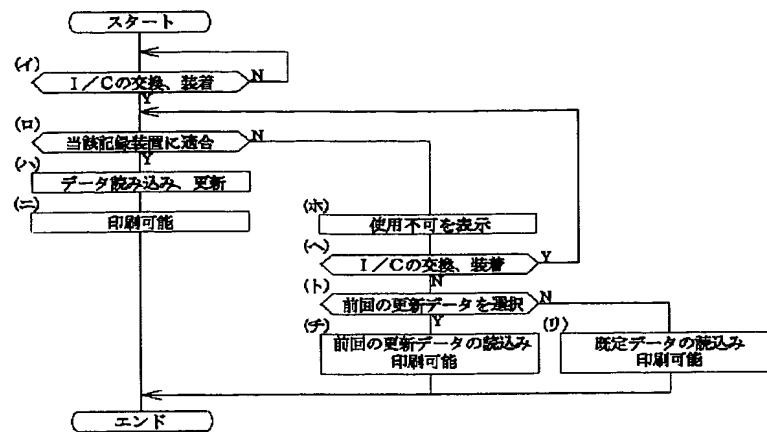 スタート
(イ)
I/Cの交換、装着
N
Y
(ロ)
当該記録装置に適合
N
Y
(ハ)
データ読み込み、更新
(ニ)
印刷可能
(ホ)
使用不可を表示
(ヘ)
I/Cの交換、装着
Y
N
(ト)
前回の更新データを選択
N
Y
(チ)
前回の更新データの読込み
印刷可能
(リ)
既定データの読込み
印刷可能
エンド